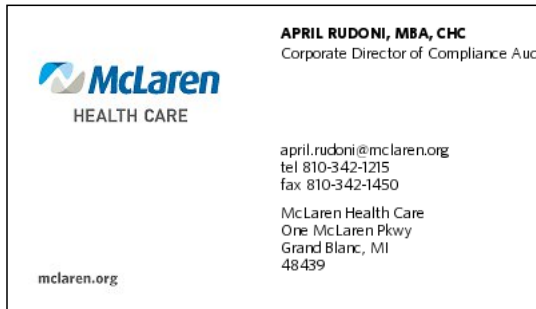 McLaren
HEALTH CARE
mclaren.org
APRIL RUDONI, MBA, CHC
Corporate Director of Compliance
april.rudoni@mclaren.org
tel 810-342-1215
fax 810-342-1450
McLaren Health Care
One McLaren Pkwy
Grand Blanc, MI
48439